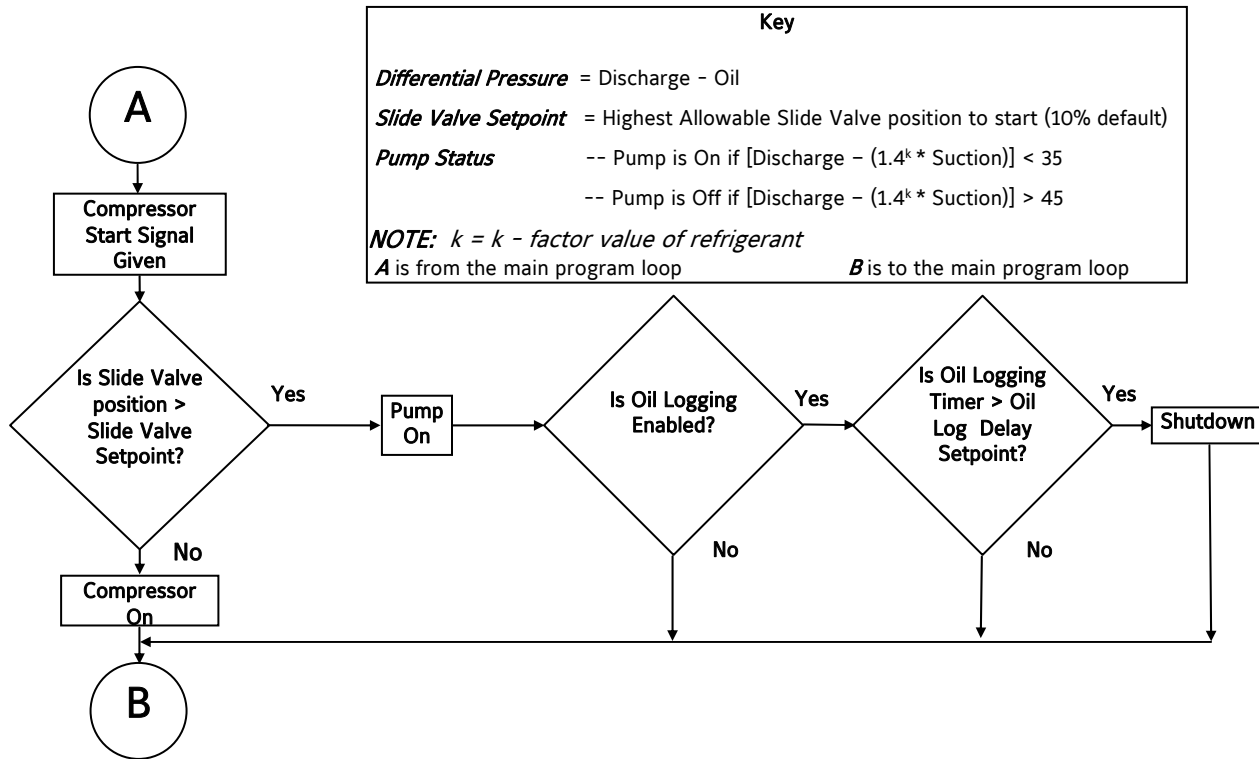 Key
Differential Pressure = Discharge – Oil
Slide Valve Setpoint = Highest Allowable Slide Valve position to start (10% default)
Pump Status -- Pump is On if [Discharge – (1.4ᵏ * Suction)] < 35
-- Pump is Off if [Discharge – (1.4ᵏ * Suction)] > 45
NOTE: k = k – factor value of refrigerant
A is from the main program loop B is to the main program loop
A
Compressor
Start Signal
Given
Is Slide Valve
position >
Slide Valve
Setpoint?
Yes
No
Pump
On
Is Oil Logging
Enabled?
Yes
No
Is Oil Logging
Timer > Oil
Log Delay
Setpoint?
Yes
No
Shutdown
Compressor
On
B